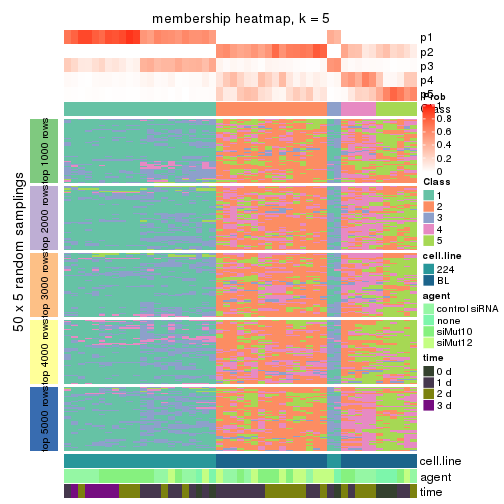 membership heatmap, k = 5
p1
p2
p3
p4
p5
Prob
1
0.8
0.6
0.4
0.2
0
Class
Class
1
2
3
4
5
cell.line
224
BL
agent
control siRNA
none
siMut10
siMut12
time
0 d
1 d
2 d
3 d
50 x 5 random samplings
top 1000 rows
top 2000 rows
top 3000 rows
top 4000 rows
top 5000 rows
cell.line
agent
time